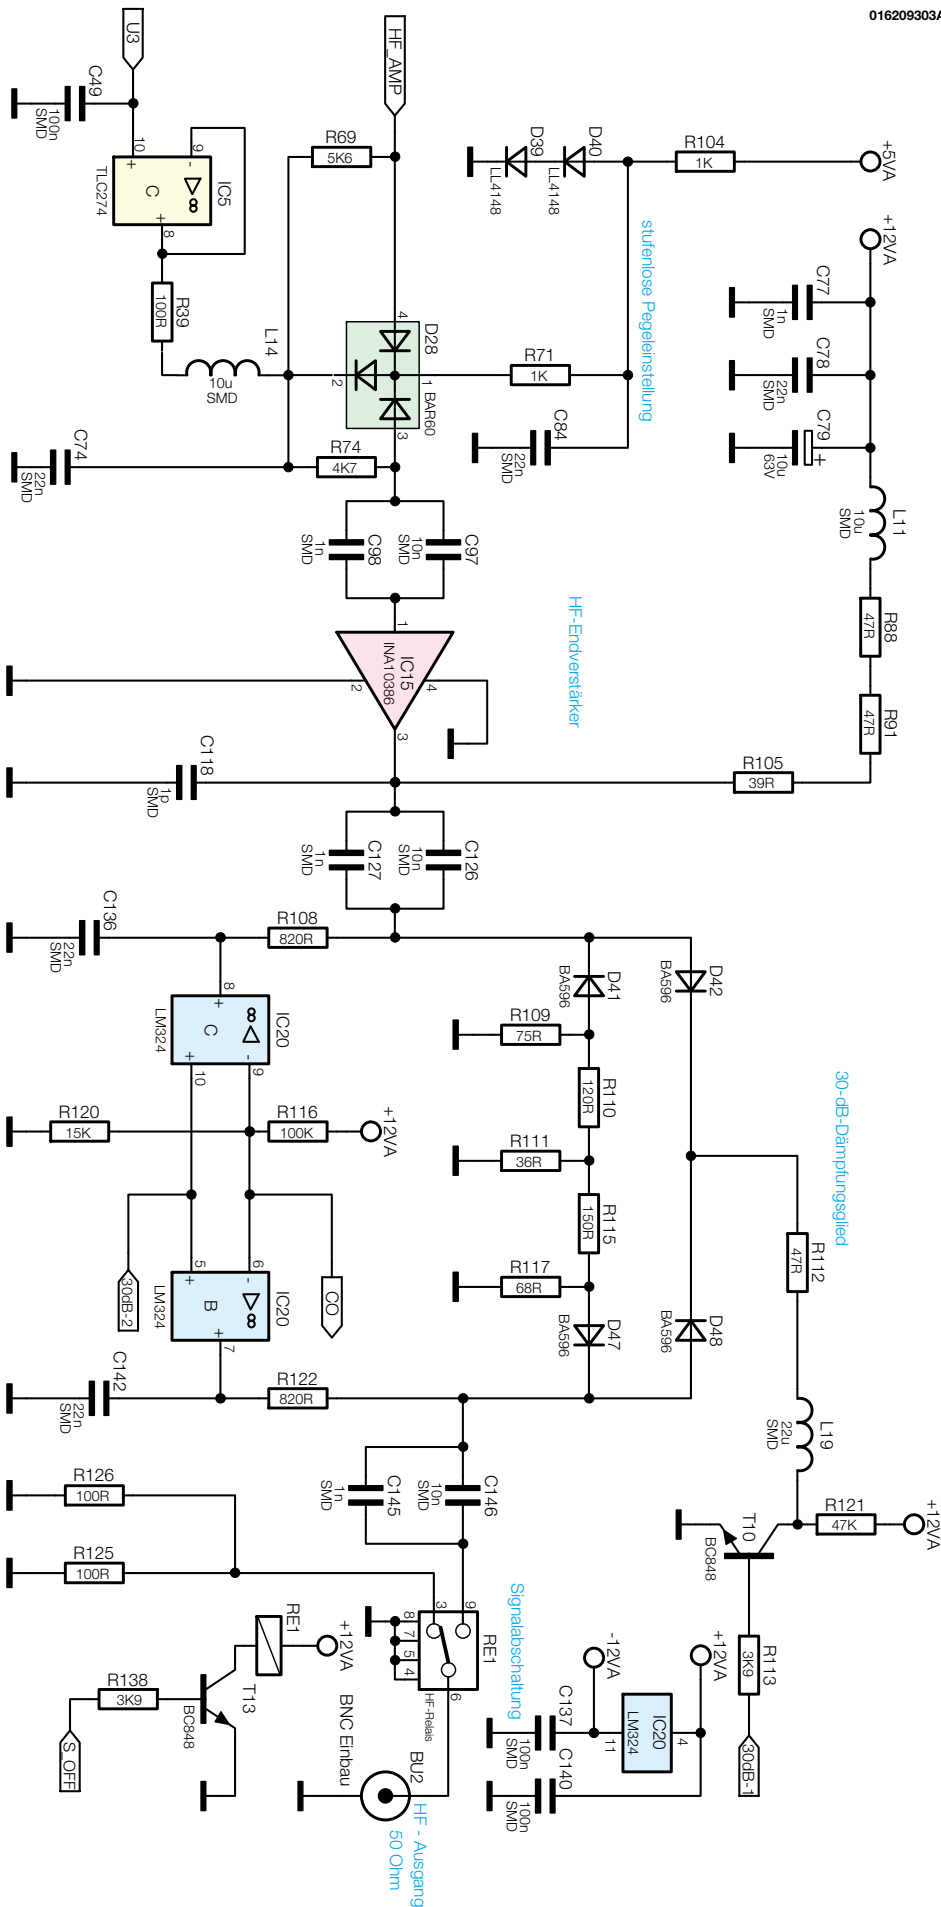 016209303A
U3
C49
100n
SMD
10
9
-
+
C
IC5
TLC274
8
+
R39
100R
L14
10u
SMD
C74
22n
SMD
HF_AMP
R69
5K6
4
D28
2
1
BAR60
3
R74
4K7
D39
LL4148
D40
LL4148
R104
1K
+5VA
stufenlose Pegeleinstellung
R71
1K
C84
22n
SMD
+12VA
C77
1n
SMD
C78
22n
SMD
C79
10u
63V
+
L11
10u
SMD
R88
47R
R91
47R
R105
39R
C98
1n
SMD
C97
10n
SMD
HF-Endverstärker
1
IC15
INA10386
2
4
3
C118
1p
SMD
C127
1n
SMD
C126
10n
SMD
C136
22n
SMD
R108
820R
8
+
IC20
C
LM324
+
-
10
9
D41
BA596
D42
BA596
R109
75R
R110
120R
R111
36R
R115
150R
R117
68R
D47
BA596
D48
BA596
30-dB-Dämpfungsglied
R112
47R
R120
15K
R116
100K
+12VA
30dB-2
CO
5
6
+
-
IC20
B
LM324
+
7
C142
22n
SMD
R122
820R
L19
22u
SMD
R121
47K
+12VA
T10
BC848
R113
3K9
30dB-1
R126
100R
R125
100R
C145
1n
SMD
C146
10n
SMD
Signalabschaltung
3
9
8
7
5
4
6
RE1
HF-Relais
RE1
+12VA
R138
3K9
T13
BC848
S_OFF
BNC Einbau
BU2
HF - Ausgang
50 Ohm
-12VA
+12VA
11
4
IC20
LM324
C137
100n
SMD
C140
100n
SMD